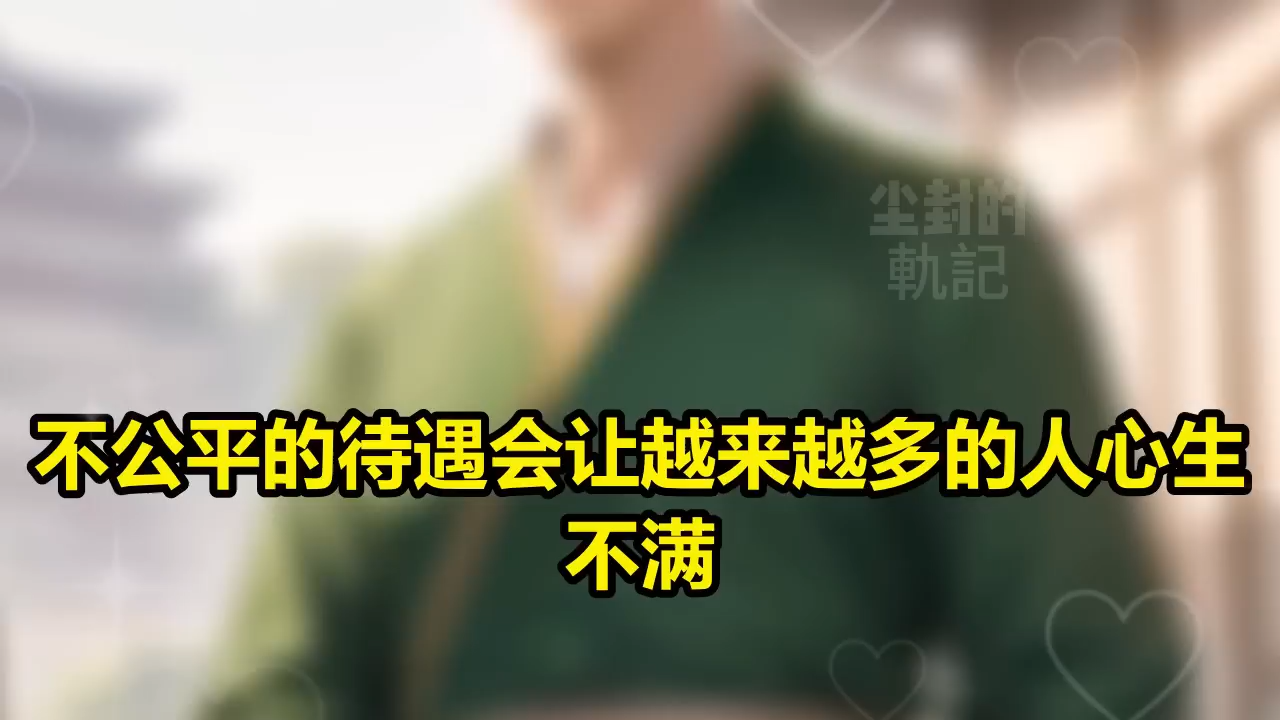 尘封的
軌記
不公平的待遇会让越来越多的人心生
不满